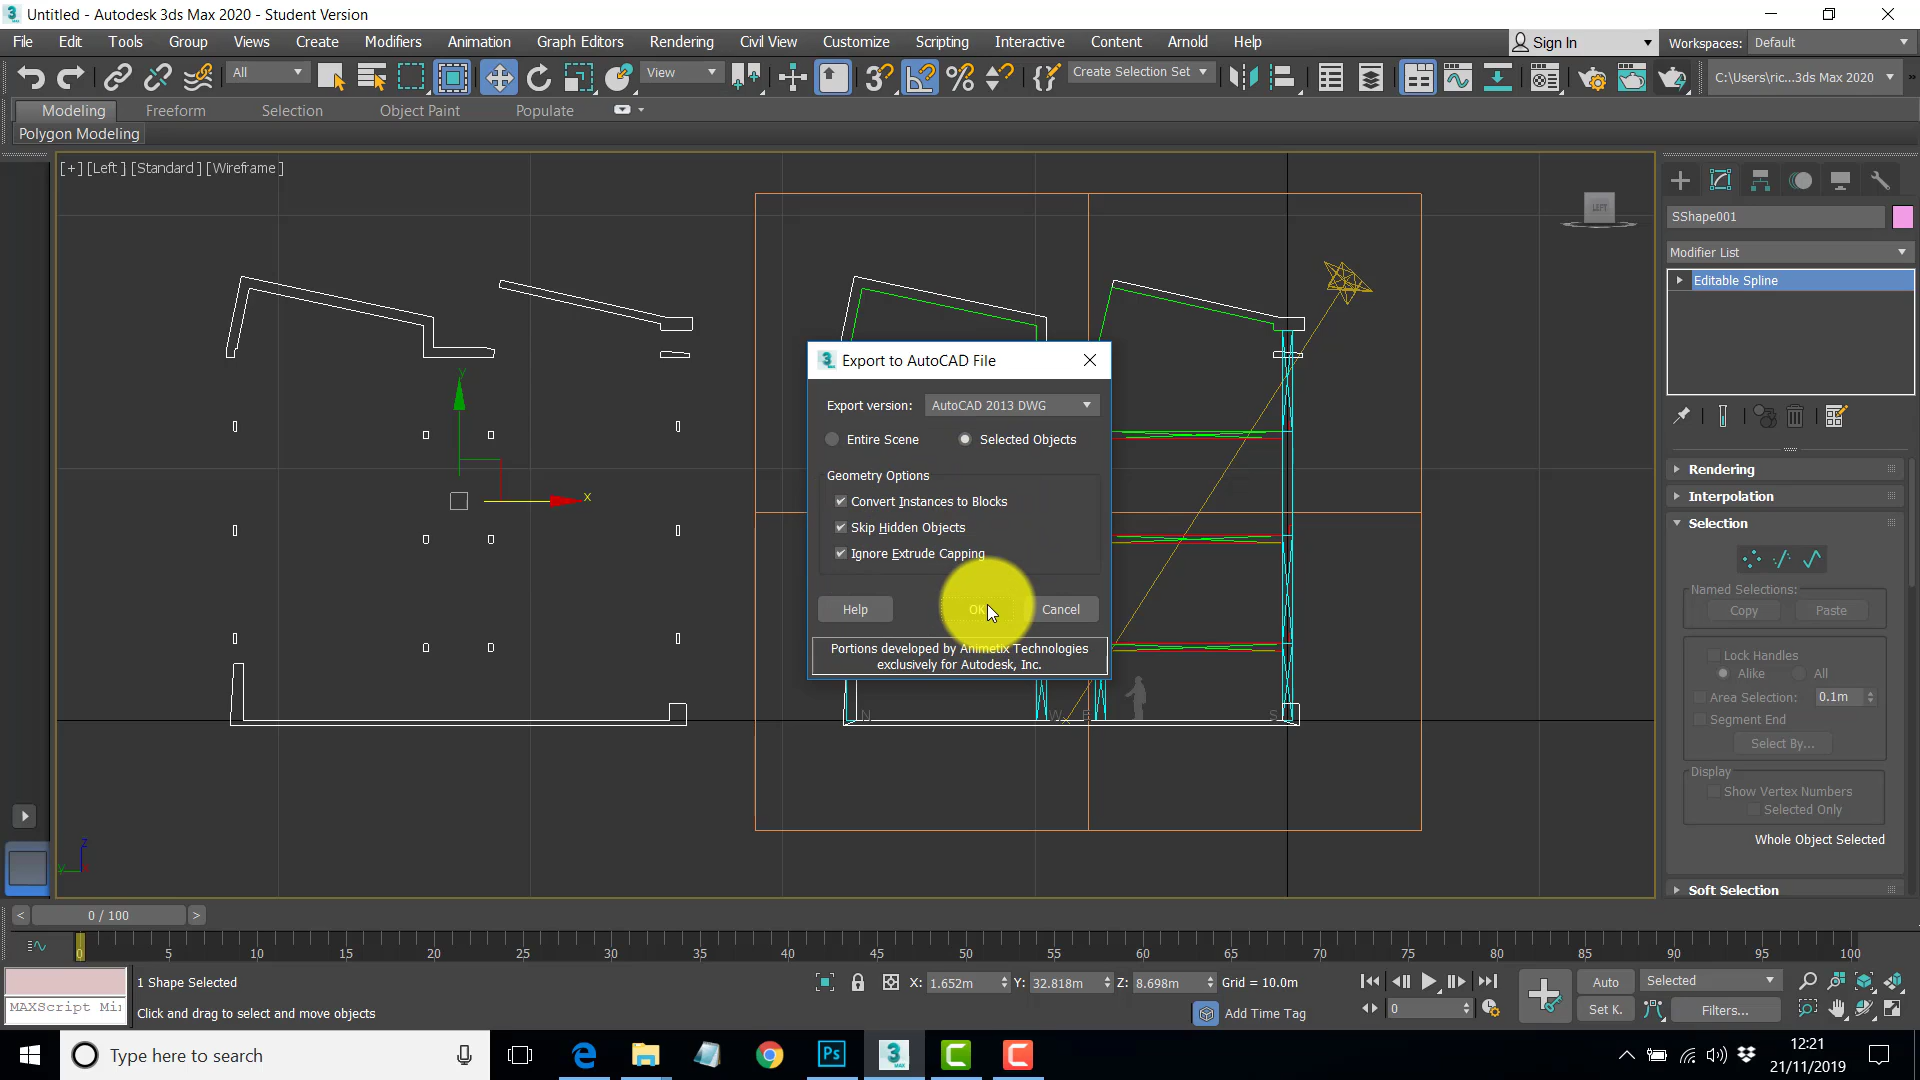 Untitled - Autodesk 3ds Max 2020 - Student Version
File Edit Tools Group Views Create Modifiers Animation Graph Editors Rendering Civil View Customize Scripting Interactive Content Arnold Help
Sign In
Workspaces: Default
All
View
Create Selection Set
C:\Users\ric...3ds Max 2020
Modeling Freeform Selection Object Paint Populate
Polygon Modeling
[+] [Left ] [Standard ] [Wireframe ]
LEFT
SShape001
Modifier List
Editable Spline
Export to AutoCAD File
Export version: AutoCAD 2013 DWG
Entire Scene Selected Objects
Geometry Options
Convert Instances to Blocks
Skip Hidden Objects
Ignore Extrude Capping
Help OK Cancel
Portions developed by Animetix Technologies
exclusively for Autodesk, Inc.
y
x
N W E S
z
y x
Rendering
Interpolation
Selection
Named Selections:
Copy Paste
Lock Handles
Alike All
Area Selection: 0.1m
Segment End
Select By...
Display
Show Vertex Numbers
Selected Only
Whole Object Selected
Soft Selection
< 0 / 100 >
0 5 10 15 20 25 30 35 40 45 50 55 60 65 70 75 80 85 90 95 100
MAXScript Mi
1 Shape Selected
Click and drag to select and move objects
X: 1.652m Y: 32.818m Z: 8.698m Grid = 10.0m
Add Time Tag
0
Auto Selected
Set K. Filters...
Type here to search
Ps
3
MAX
12:21
21/11/2019